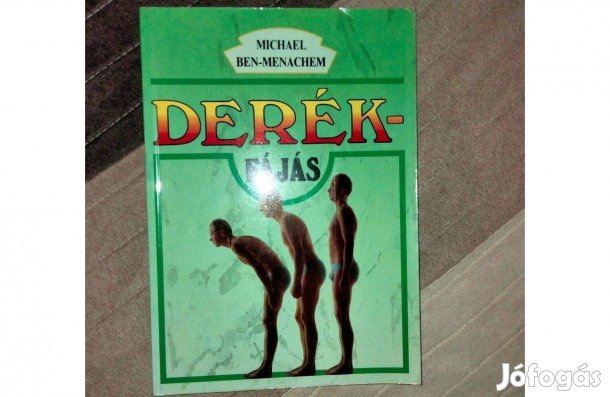 MICHAEL
BEN-MENACHEM
DERÉK-
FÁJÁS
Jófogás